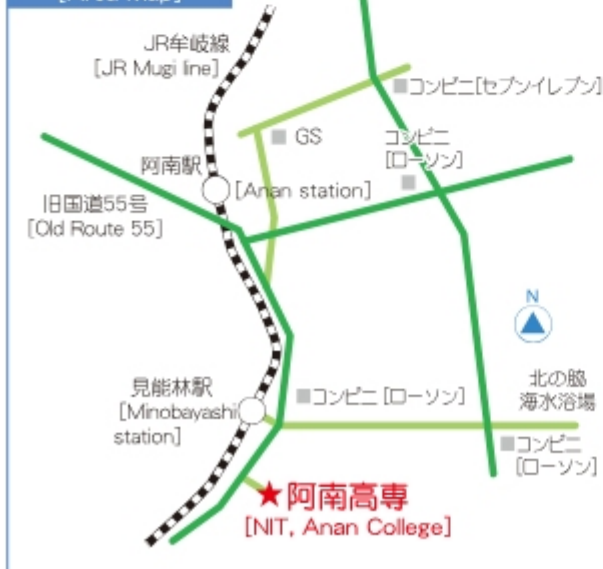 [Area Map]
JR牟岐線
[JR Mugi line]
コンビニ[セブンイレブン]
GS
コンビニ
[ローソン]
阿南駅
[Anan station]
旧国道55号
[Old Route 55]
N
北の脇
海水浴場
見能林駅
[Minobayashi
station]
コンビニ[ローソン]
コンビニ
[ローソン]
★阿南高専
[NIT, Anan College]